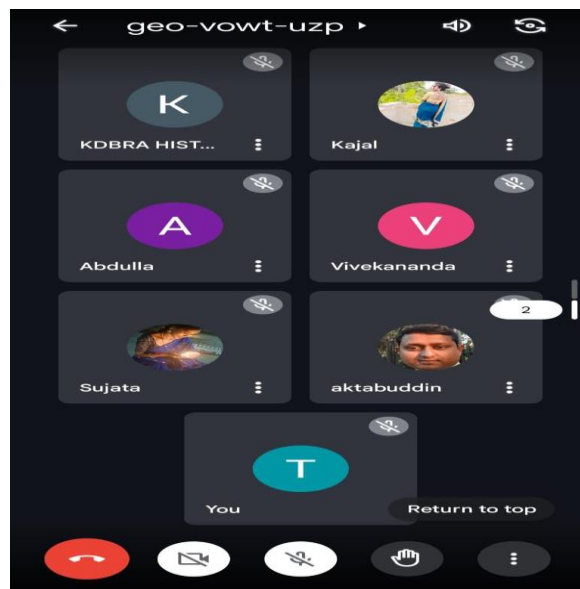 geo-vowt-uzp
K
KDBRA HIST...
Kajal
A
Abdulla
V
Vivekananda
Sujata
aktabuddin
2
T
You
Return to top